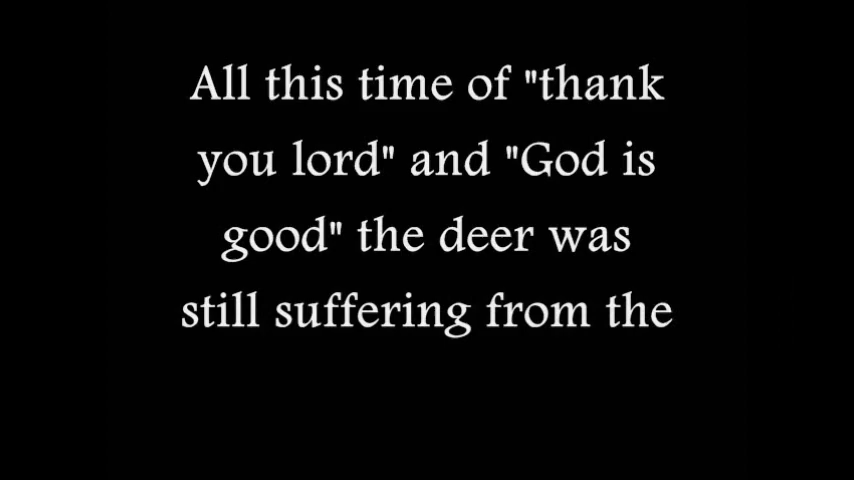 All this time of "thank
you lord" and "God is
good" the deer was
still suffering from the